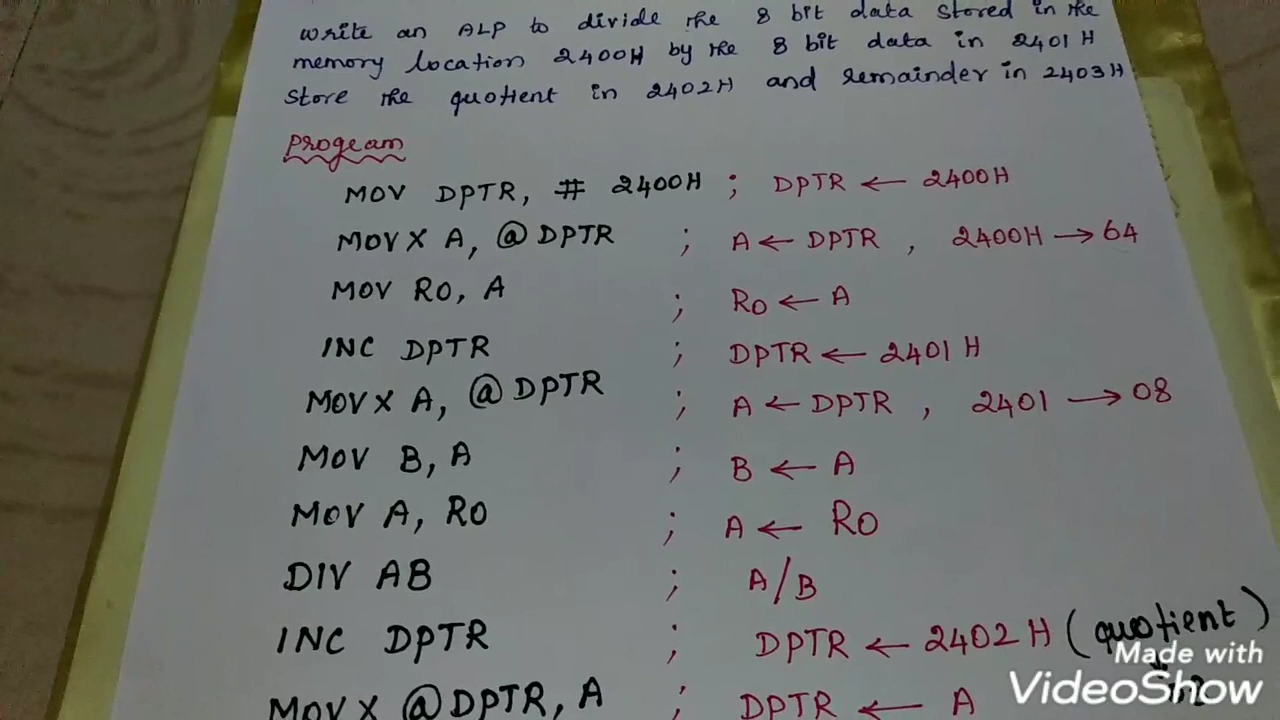 write an ALP to divide the 8 bit data stored in the
memory location 2400H by the 8 bit data in 2401H
store the quotient in 2402H and remainder in 2403H
Program
MOV DPTR, # 2400H ; DPTR ← 2400H
MOVX A, @DPTR ; A ← DPTR , 2400H → 64
MOV R0, A ; R0 ← A
INC DPTR ; DPTR ← 2401H
MOVX A, @DPTR ; A ← DPTR , 2401 → 08
MOV B, A ; B ← A
MOV A, R0 ; A ← R0
DIV AB ; A/B
INC DPTR ; DPTR ← 2402H (quotient)
MOVX @DPTR, A ; DPTR ← A
Made with
VideoShow